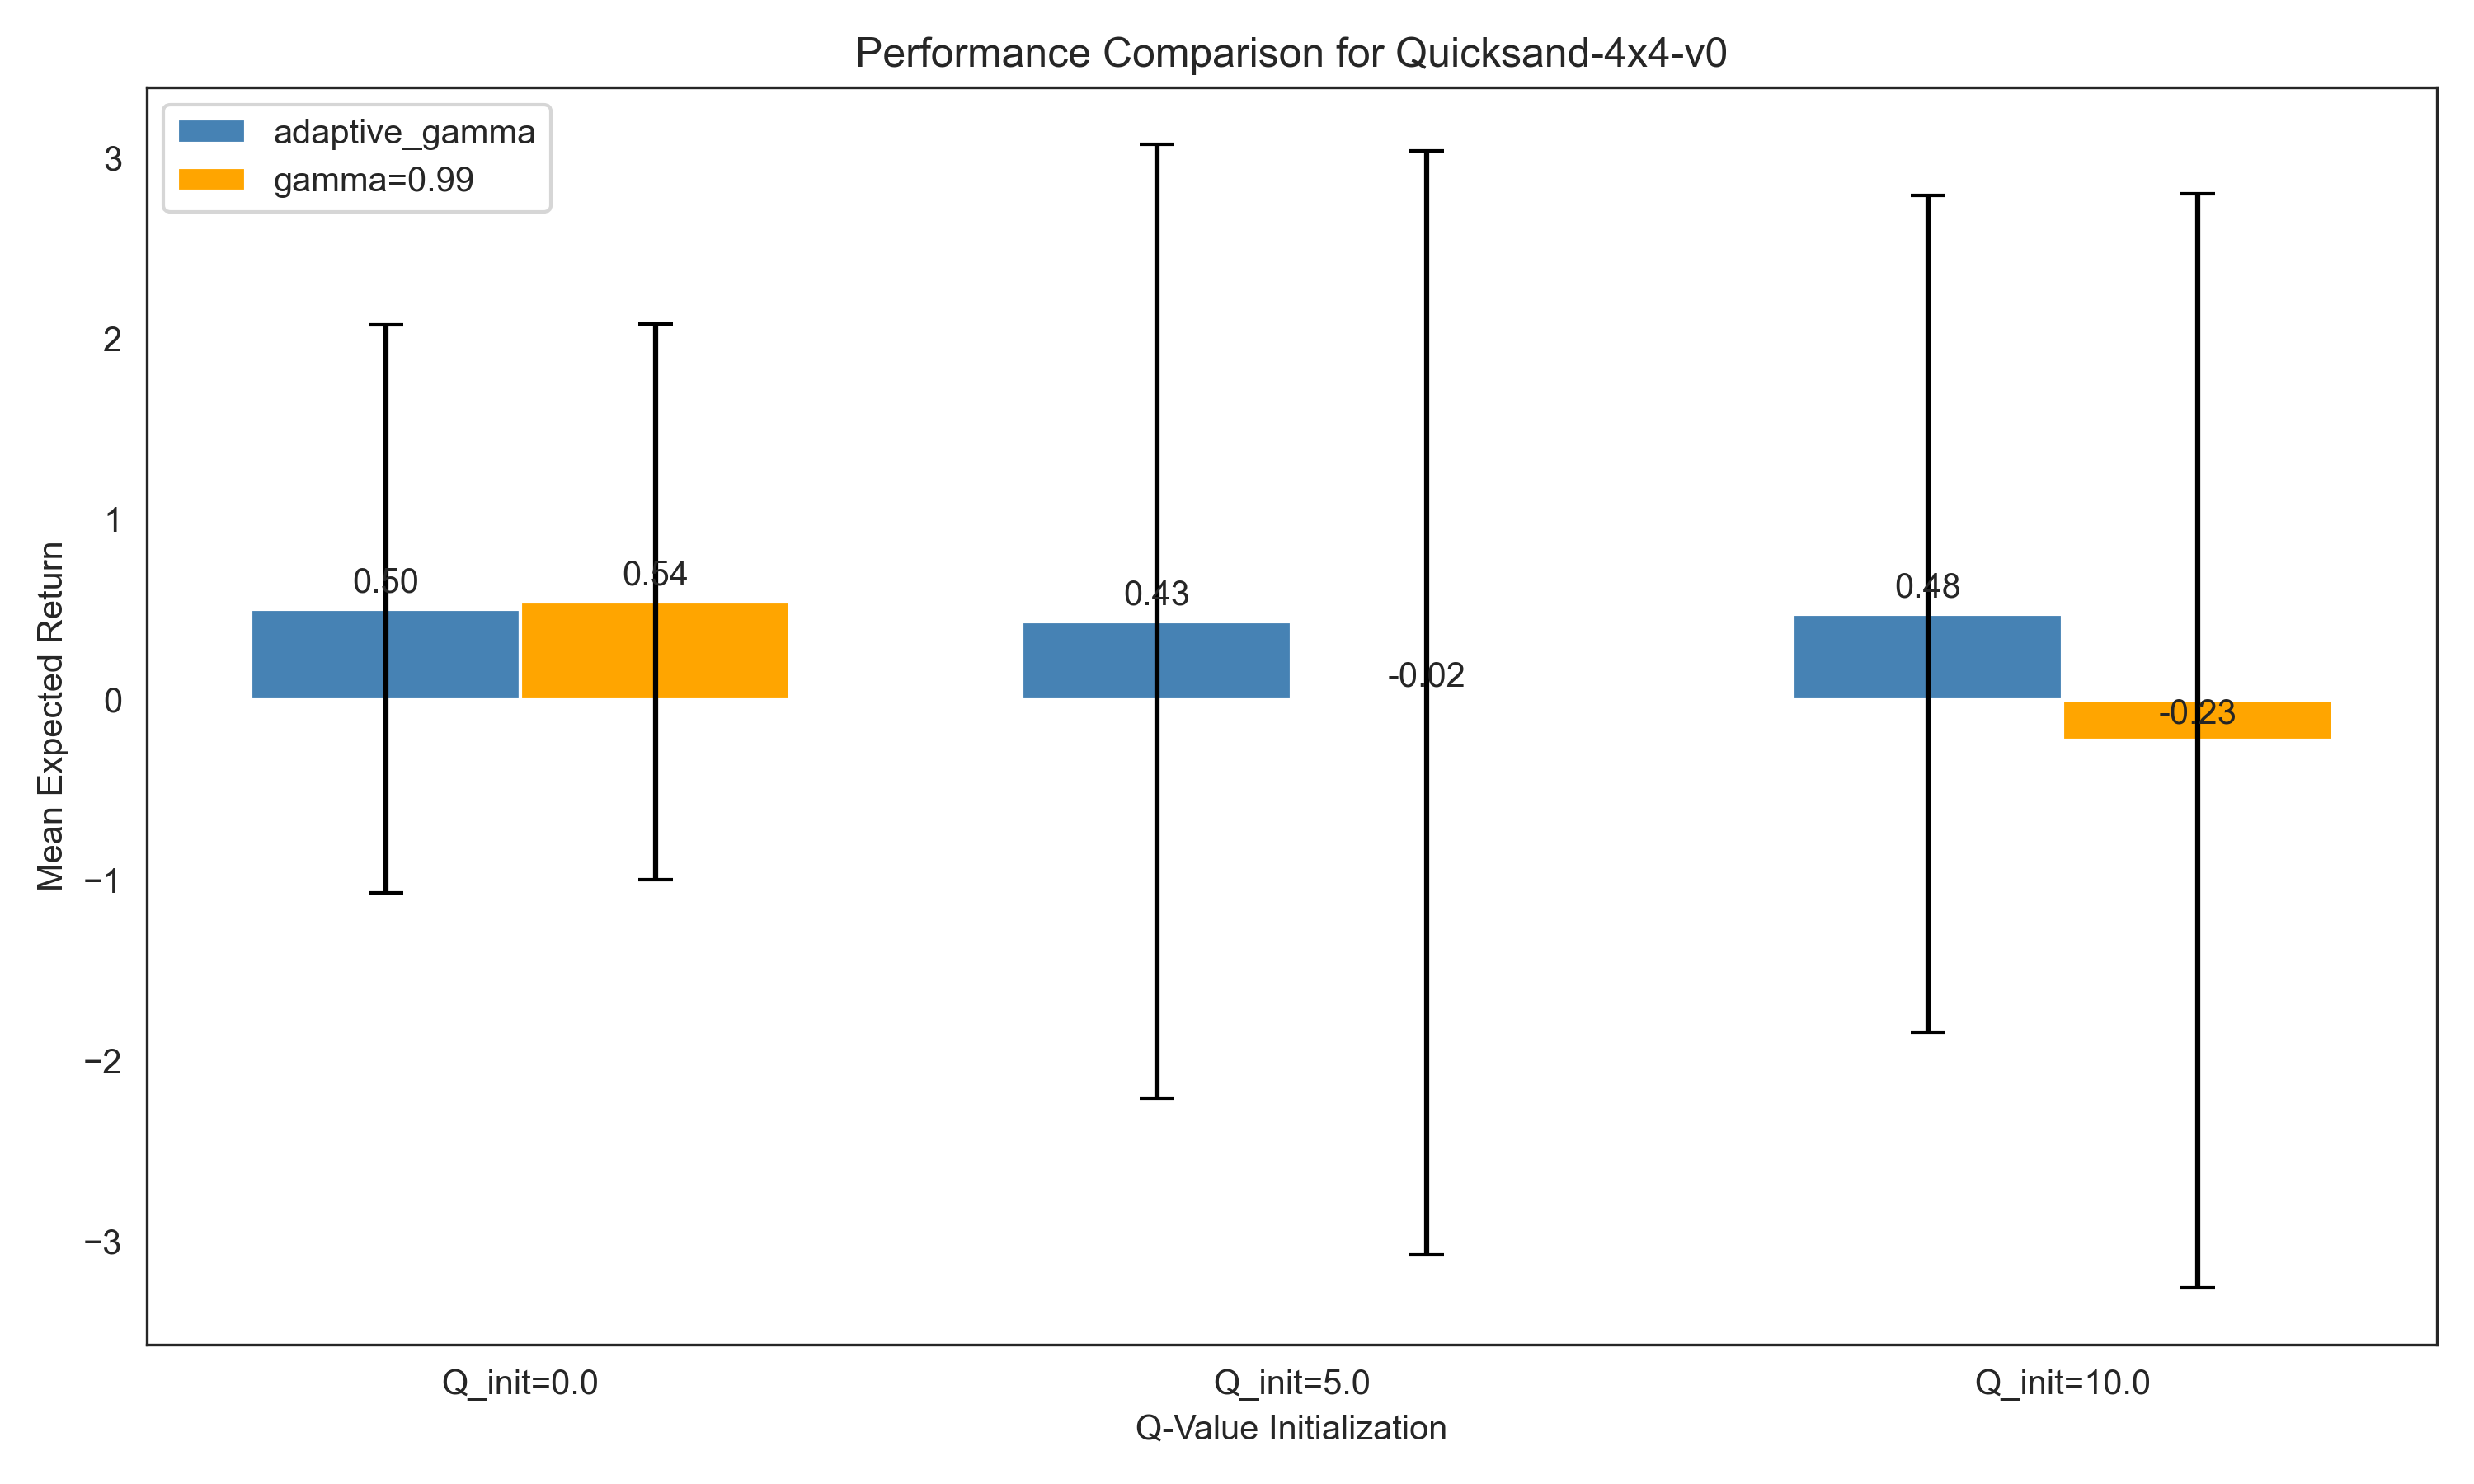 Performance Comparison for Quicksand-4x4-v0
adaptive_gamma
gamma=0.99
Mean Expected Return
3
2
1
0
−1
−2
−3
0.50
0.54
0.43
-0.02
0.48
-0.23
Q_init=0.0
Q_init=5.0
Q_init=10.0
Q-Value Initialization